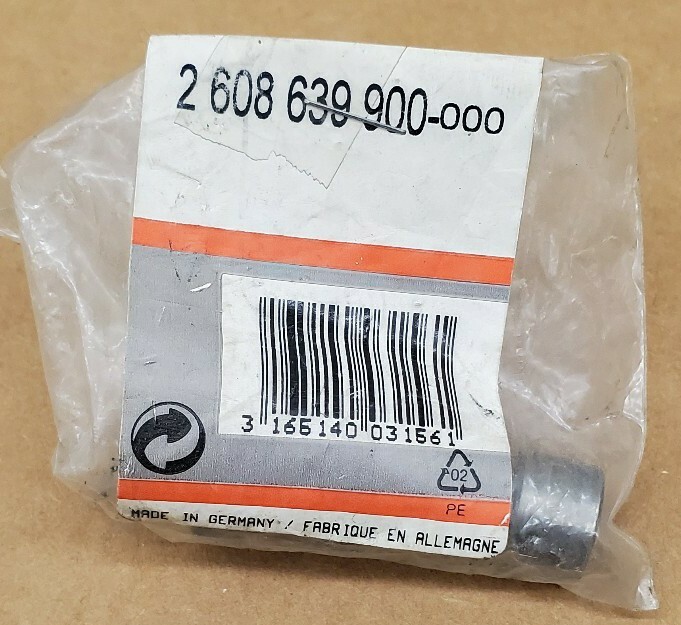 2 608 639 900-000
3 165140 031561
02
PE
MADE IN GERMANY / FABRIQUE EN ALLEMAGNE